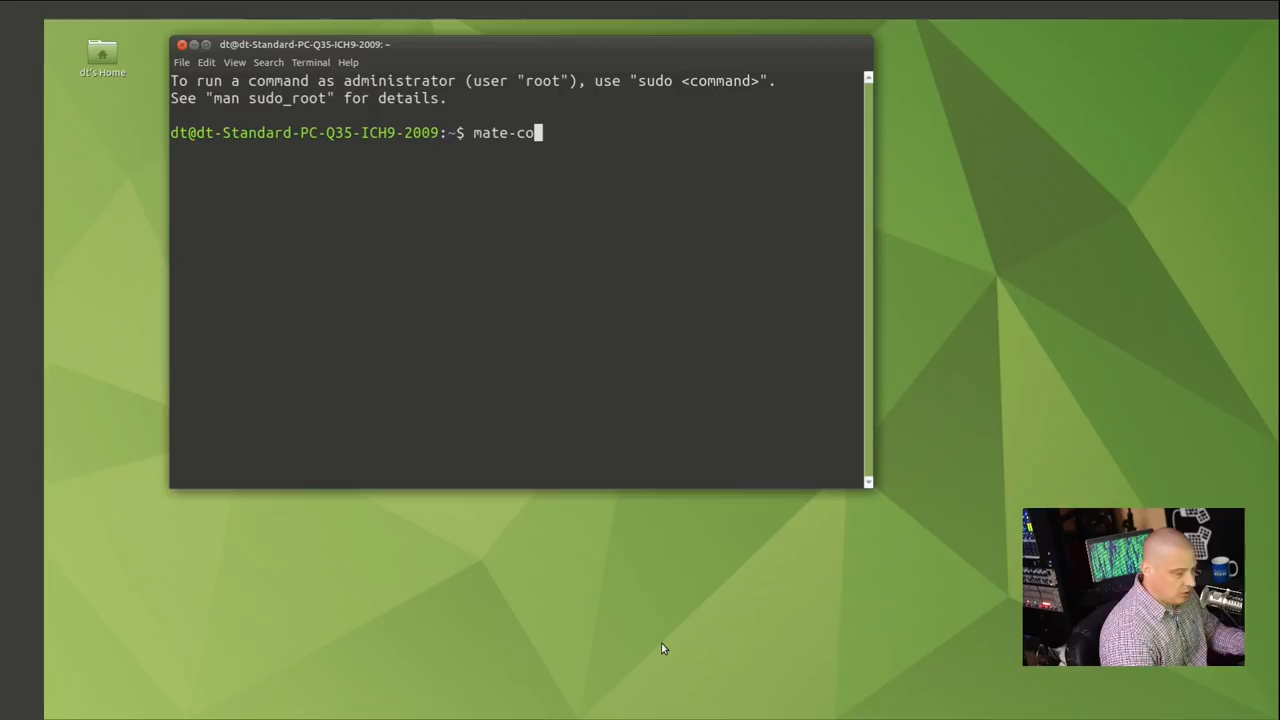 dt's Home
dt@dt-Standard-PC-Q35-ICH9-2009: ~
File Edit View Search Terminal Help
To run a command as administrator (user "root"), use "sudo <command>".
See "man sudo_root" for details.
dt@dt-Standard-PC-Q35-ICH9-2009:~$ mate-co